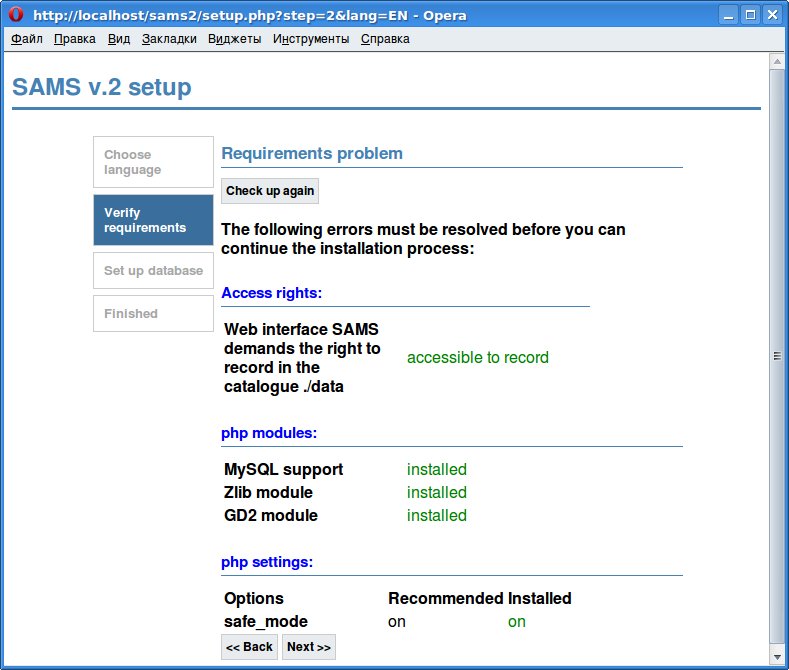 http://localhost/sams2/setup.php?step=2&lang=EN - Opera
Файл Правка Вид Закладки Виджеты Инструменты Справка
SAMS v.2 setup
Choose
language
Verify
requirements
Set up database
Finished
Requirements problem
Check up again
The following errors must be resolved before you can
continue the installation process:
Access rights:
Web interface SAMS
demands the right to
record in the
catalogue ./data
accessible to record
php modules:
MySQL support installed
Zlib module installed
GD2 module installed
php settings:
Options Recommended Installed
safe_mode on on
<< Back Next >>